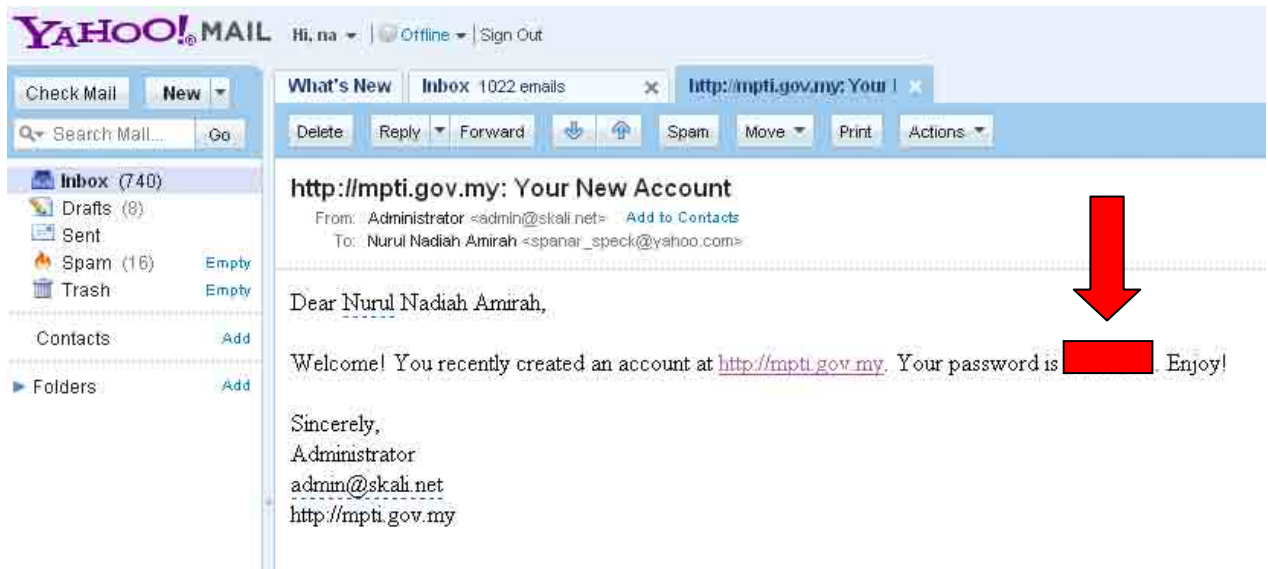 YAHOO!® MAIL Hi, na Offline | Sign Out
Check Mail New
Search Mail... Go
What's New Inbox 1022 emails http://mpti.gov.my: Your
Delete Reply Forward Spam Move Print Actions
Inbox (740)
Drafts (8)
Sent
Spam (16) Empty
Trash Empty
Contacts Add
Folders Add
http://mpti.gov.my: Your New Account
From: Administrator <admin@skali.net> Add to Contacts
To: Nurul Nadiah Amirah <spanar_speck@yahoo.com>
Dear Nurul Nadiah Amirah,
Welcome! You recently created an account at http://mpti.gov.my. Your password is . Enjoy!
Sincerely,
Administrator
admin@skali.net
http://mpti.gov.my